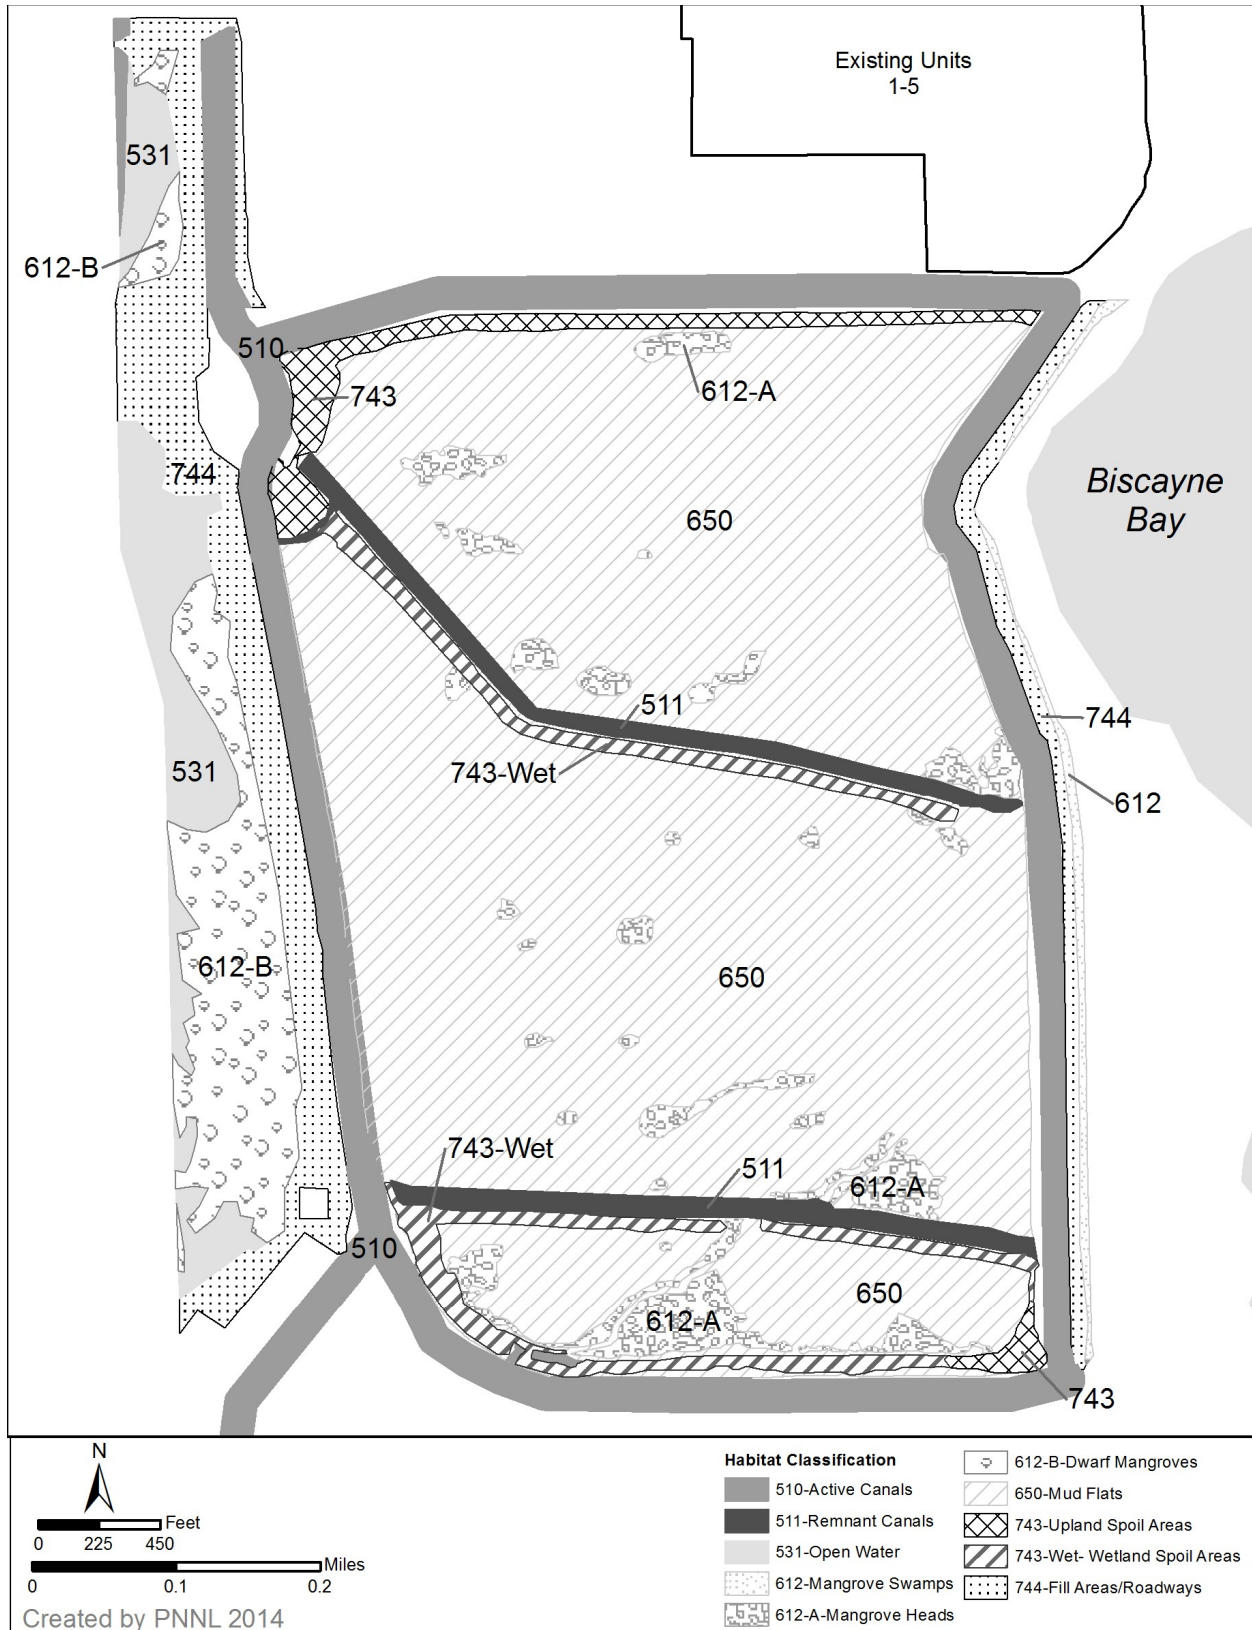 Existing Units
1-5
531
612-B
510
612-A
743
744
650
Biscayne
Bay
511
744
743-Wet
531
612
612-B
650
743-Wet
511
612-A
510
650
612-A
743
N
Feet
0 225 450
Miles
0 0.1 0.2
Created by PNNL 2014
Habitat Classification
510-Active Canals
511-Remnant Canals
531-Open Water
612-Mangrove Swamps
612-A-Mangrove Heads
612-B-Dwarf Mangroves
650-Mud Flats
743-Upland Spoil Areas
743-Wet- Wetland Spoil Areas
744-Fill Areas/Roadways